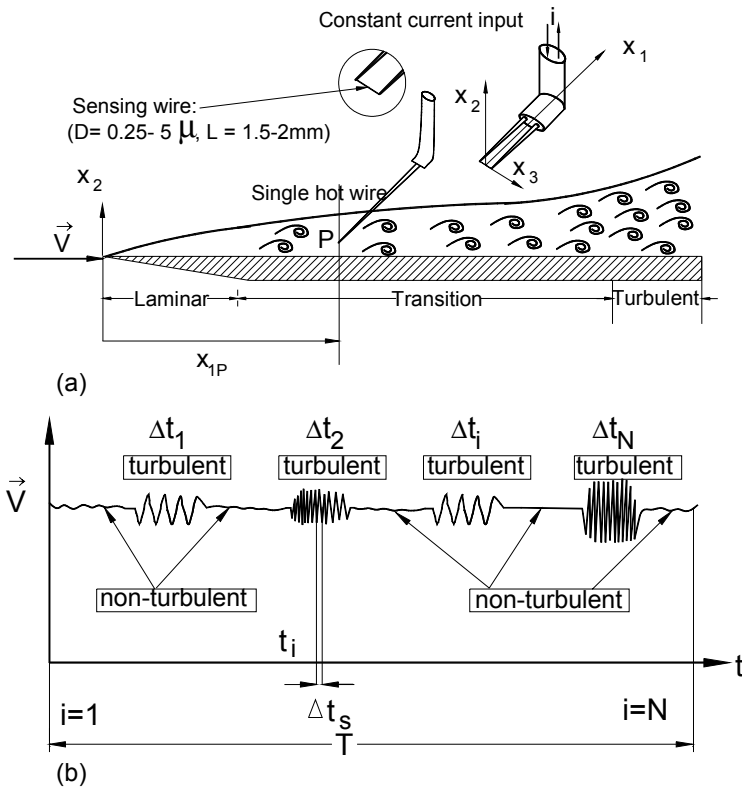 Constant current input
i
x1
Sensing wire:
(D= 0.25- 5 μ, L = 1.5-2mm)
x2
x3
x2
Single hot wire
V
P
Laminar
Transition
Turbulent
x1P
(a)
Δt1
Δt2
Δti
ΔtN
turbulent
turbulent
turbulent
turbulent
V
non-turbulent
non-turbulent
ti
t
i=1
Δts
i=N
T
(b)